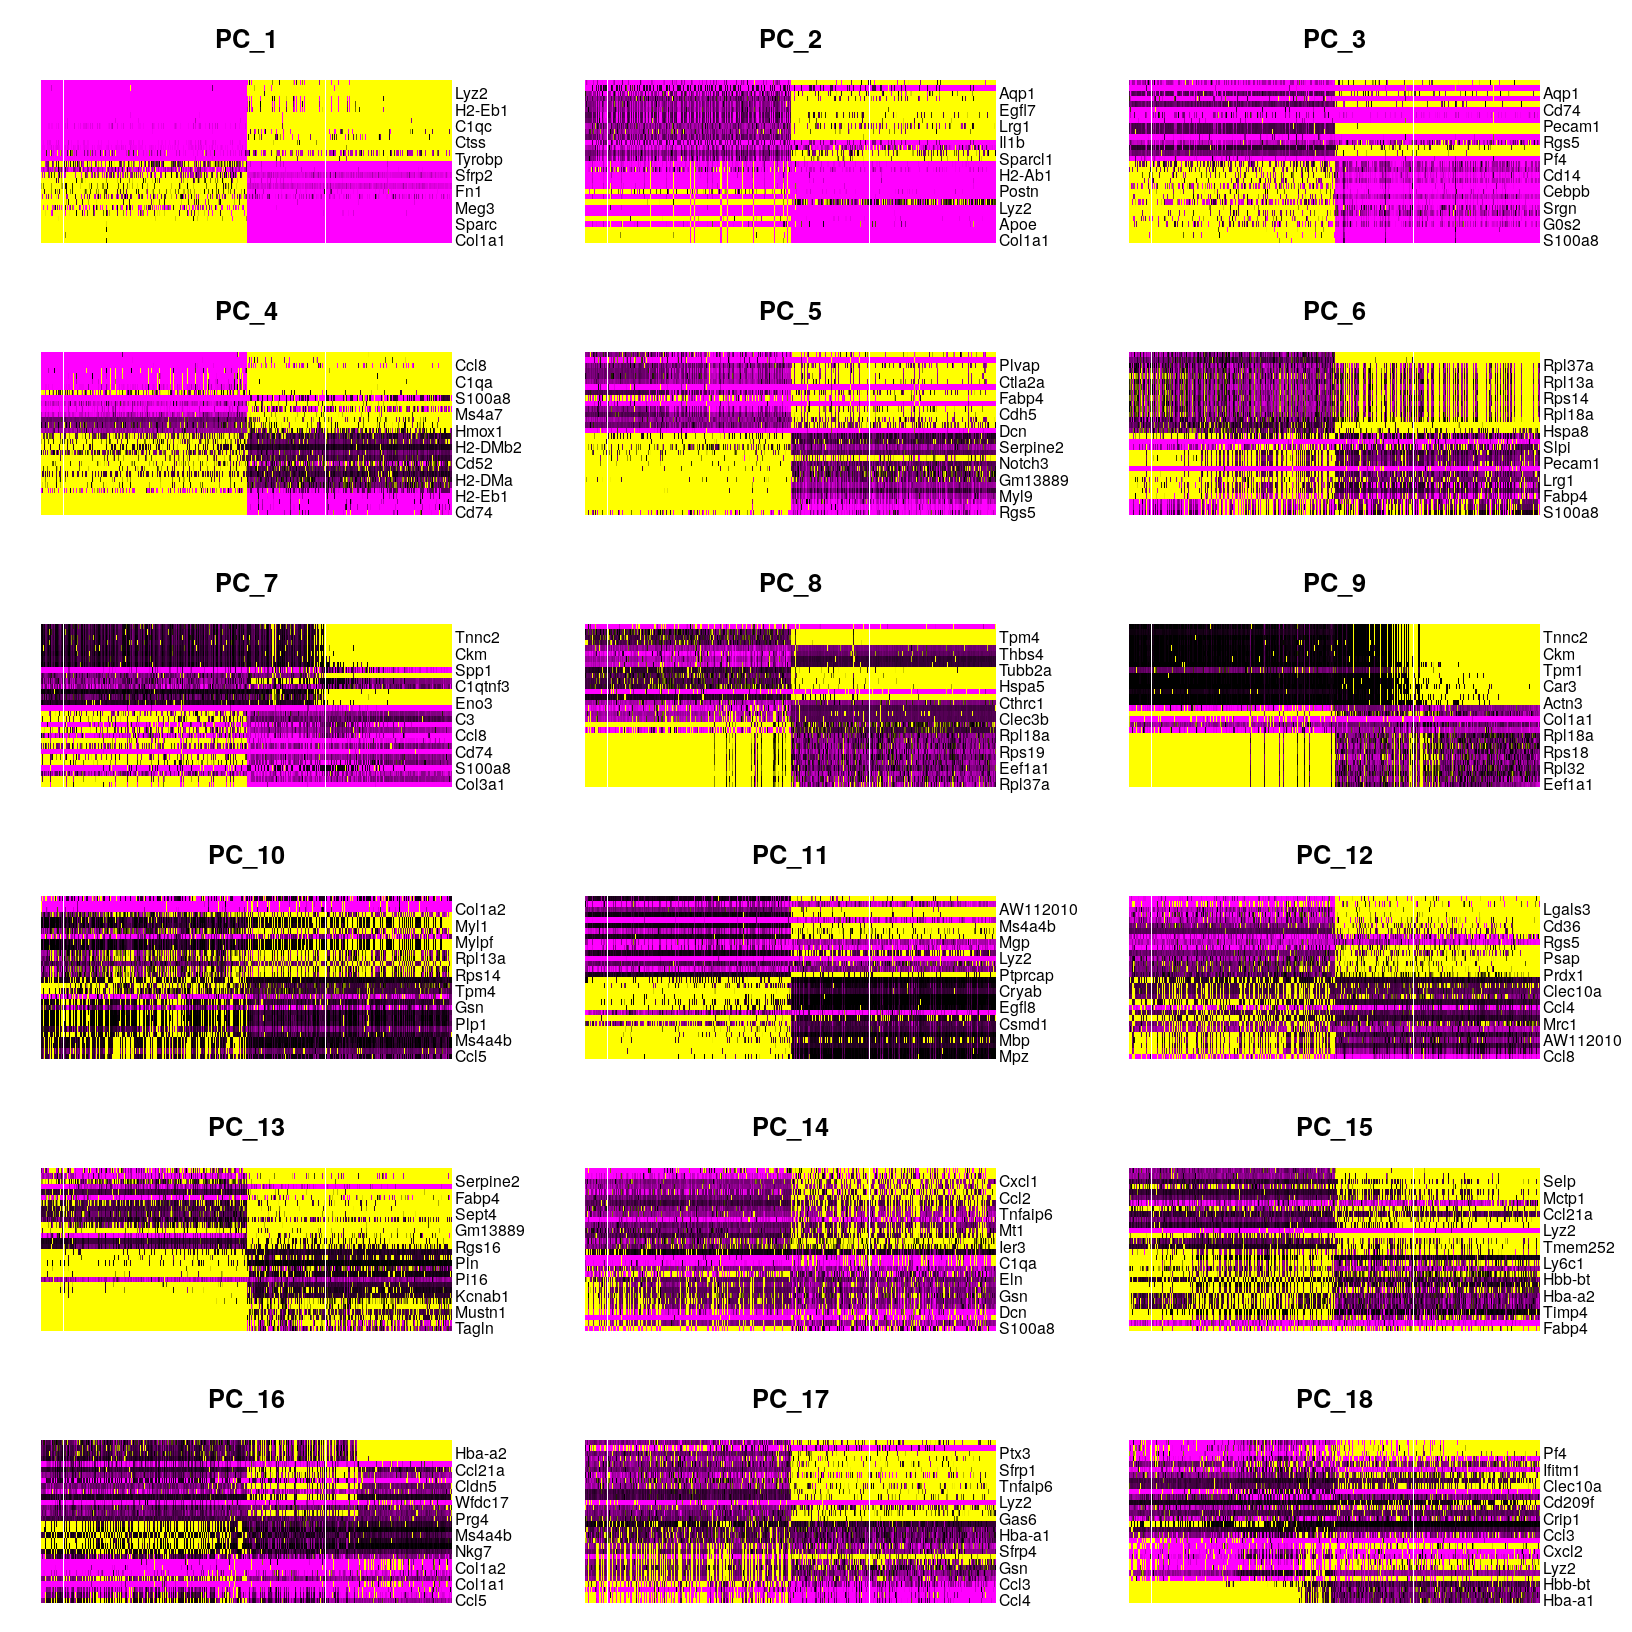 PC_1
Lyz2
H2-Eb1
C1qc
Ctss
Tyrobp
Sfrp2
Fn1
Meg3
Sparc
Col1a1
PC_2
Aqp1
Egfl7
Lrg1
Il1b
Sparcl1
H2-Ab1
Postn
Lyz2
Apoe
Col1a1
PC_3
Aqp1
Cd74
Pecam1
Rgs5
Pf4
Cd14
Cebpb
Srgn
G0s2
S100a8
PC_4
Ccl8
C1qa
S100a8
Ms4a7
Hmox1
H2-DMb2
Cd52
H2-DMa
H2-Eb1
Cd74
PC_5
Plvap
Ctla2a
Fabp4
Cdh5
Dcn
Serpine2
Notch3
Gm13889
Myl9
Rgs5
PC_6
Rpl37a
Rpl13a
Rps14
Rpl18a
Hspa8
Slpi
Pecam1
Lrg1
Fabp4
S100a8
PC_7
Tnnc2
Ckm
Spp1
C1qtnf3
Eno3
C3
Ccl8
Cd74
S100a8
Col3a1
PC_8
Tpm4
Thbs4
Tubb2a
Hspa5
Cthrc1
Clec3b
Rpl18a
Rps19
Eef1a1
Rpl37a
PC_9
Tnnc2
Ckm
Tpm1
Car3
Actn3
Col1a1
Rpl18a
Rps18
Rpl32
Eef1a1
PC_10
Col1a2
Myl1
Mylpf
Rpl13a
Rps14
Tpm4
Gsn
Plp1
Ms4a4b
Ccl5
PC_11
AW112010
Ms4a4b
Mgp
Lyz2
Ptprcap
Cryab
Egfl8
Csmd1
Mbp
Mpz
PC_12
Lgals3
Cd36
Rgs5
Psap
Prdx1
Clec10a
Ccl4
Mrc1
AW112010
Ccl8
PC_13
Serpine2
Fabp4
Sept4
Gm13889
Rgs16
Pln
Pi16
Kcnab1
Mustn1
Tagln
PC_14
Cxcl1
Ccl2
Tnfaip6
Mt1
Ier3
C1qa
Eln
Gsn
Dcn
S100a8
PC_15
Selp
Mctp1
Ccl21a
Lyz2
Tmem252
Ly6c1
Hbb-bt
Hba-a2
Timp4
Fabp4
PC_16
Hba-a2
Ccl21a
Cldn5
Wfdc17
Prg4
Ms4a4b
Nkg7
Col1a2
Col1a1
Ccl5
PC_17
Ptx3
Sfrp1
Tnfaip6
Lyz2
Gas6
Hba-a1
Sfrp4
Gsn
Ccl3
Ccl4
PC_18
Pf4
Ifitm1
Clec10a
Cd209f
Crip1
Ccl3
Cxcl2
Lyz2
Hbb-bt
Hba-a1